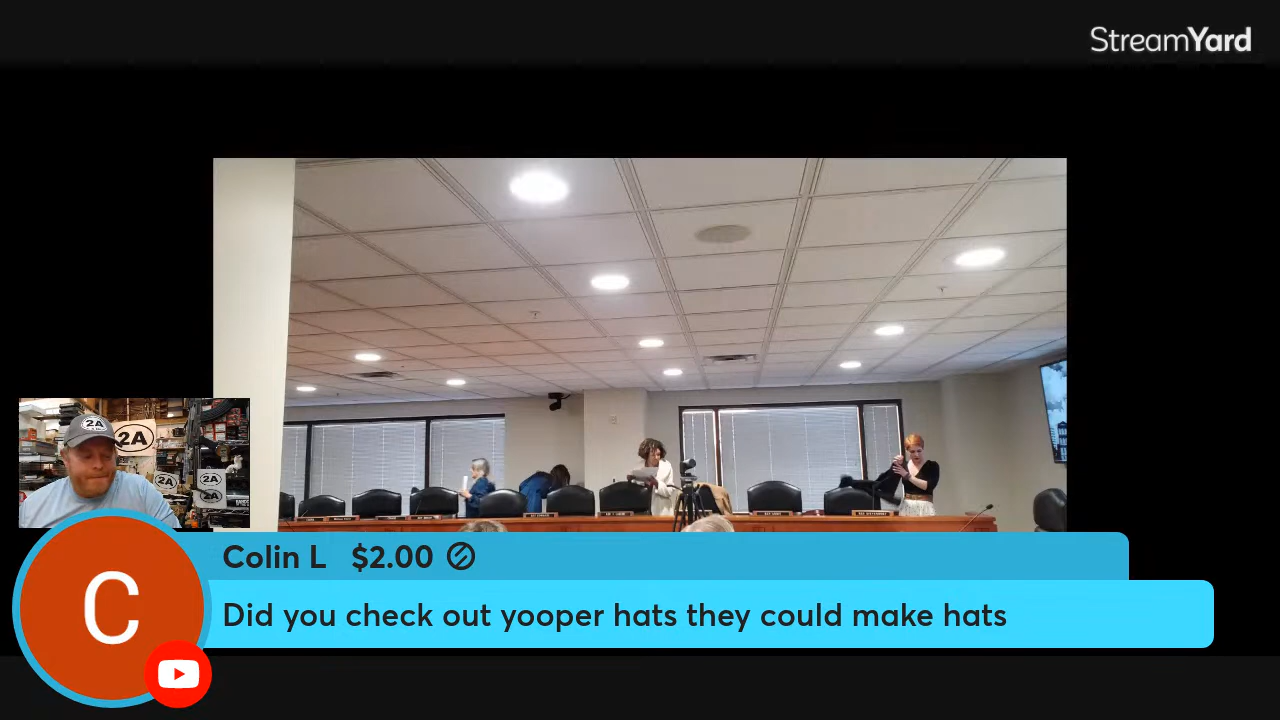 StreamYard
2A
2A
2A
2A
2A
Colin L $2.00
C
Did you check out yooper hats they could make hats